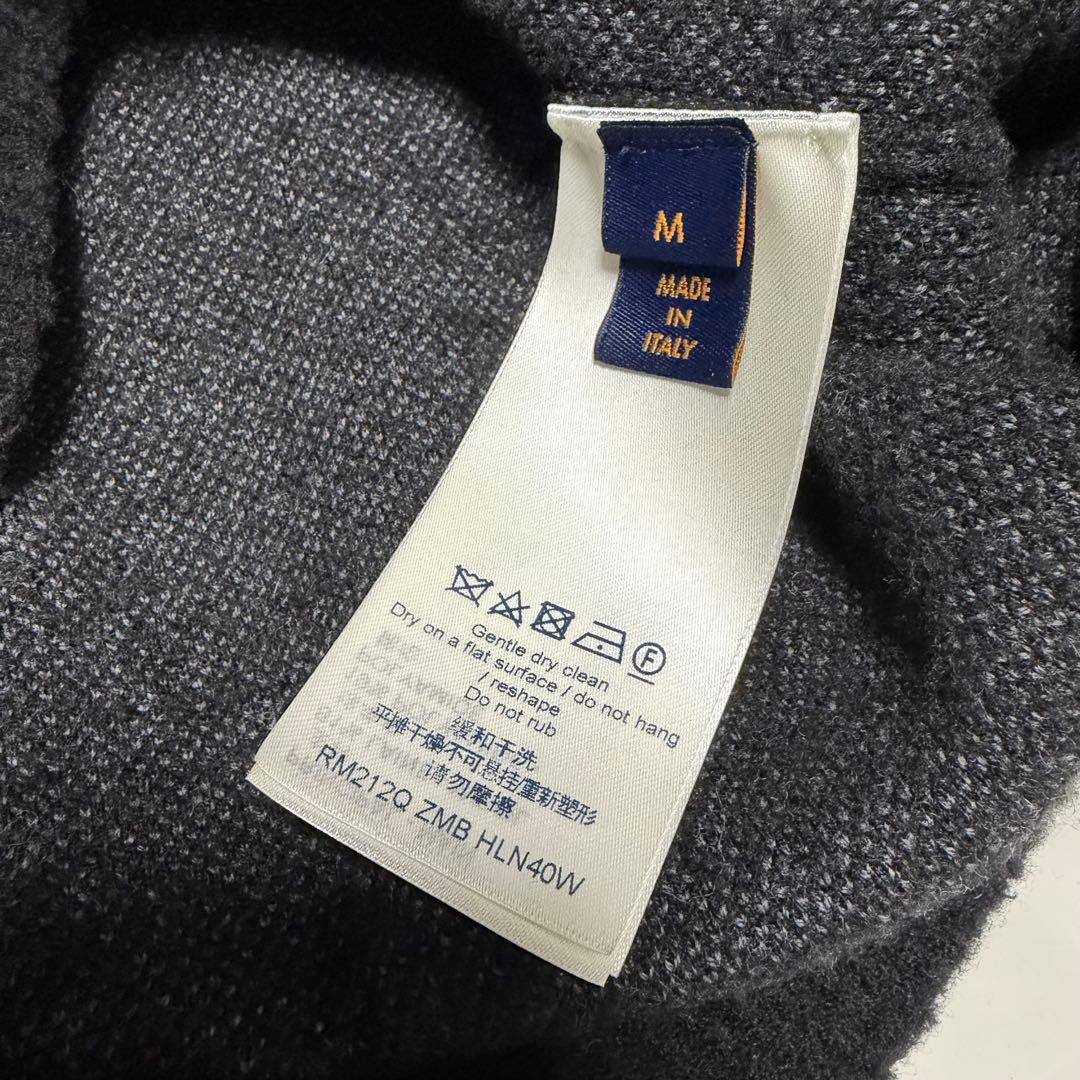 M
MADE
IN
ITALY
F
Gentle dry clean
Dry on a flat surface / do not hang
/ reshape
Do not rub
缓和干洗
平摊干燥不可悬挂重新塑形
请勿摩擦
RM212Q ZMB HLN40W